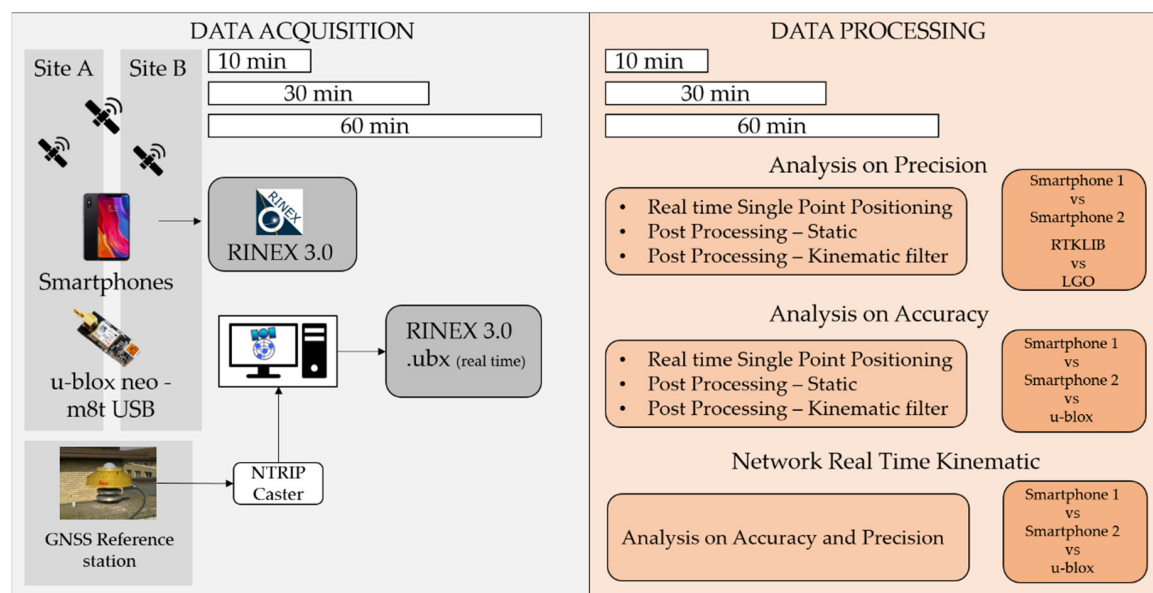 DATA ACQUISITION
Site A
Site B
10 min
30 min
60 min
RINEX
RINEX 3.0
Smartphones
u-blox neo -
m8t USB
RINEX 3.0
.ubx (real time)
NTRIP
Caster
GNSS Reference
station
DATA PROCESSING
10 min
30 min
60 min
Analysis on Precision
• Real time Single Point Positioning
• Post Processing – Static
• Post Processing – Kinematic filter
Smartphone 1
vs
Smartphone 2
RTKLIB
vs
LGO
Analysis on Accuracy
• Real time Single Point Positioning
• Post Processing – Static
• Post Processing – Kinematic filter
Smartphone 1
vs
Smartphone 2
vs
u-blox
Network Real Time Kinematic
Analysis on Accuracy and Precision
Smartphone 1
vs
Smartphone 2
vs
u-blox